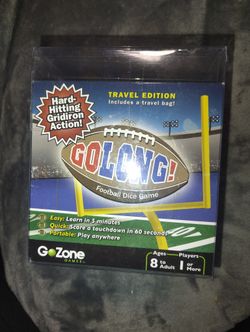 TRAVEL EDITION
Includes a travel bag!
Hard-
Hitting
Gridiron
Action!
GOLONG!
Football Dice Game
Easy: Learn in 5 minutes
Quick: Score a touchdown in 60 seconds
Portable: Play anywhere
GoZone
GAMES
Ages
8 to Adult
Players
1 or More